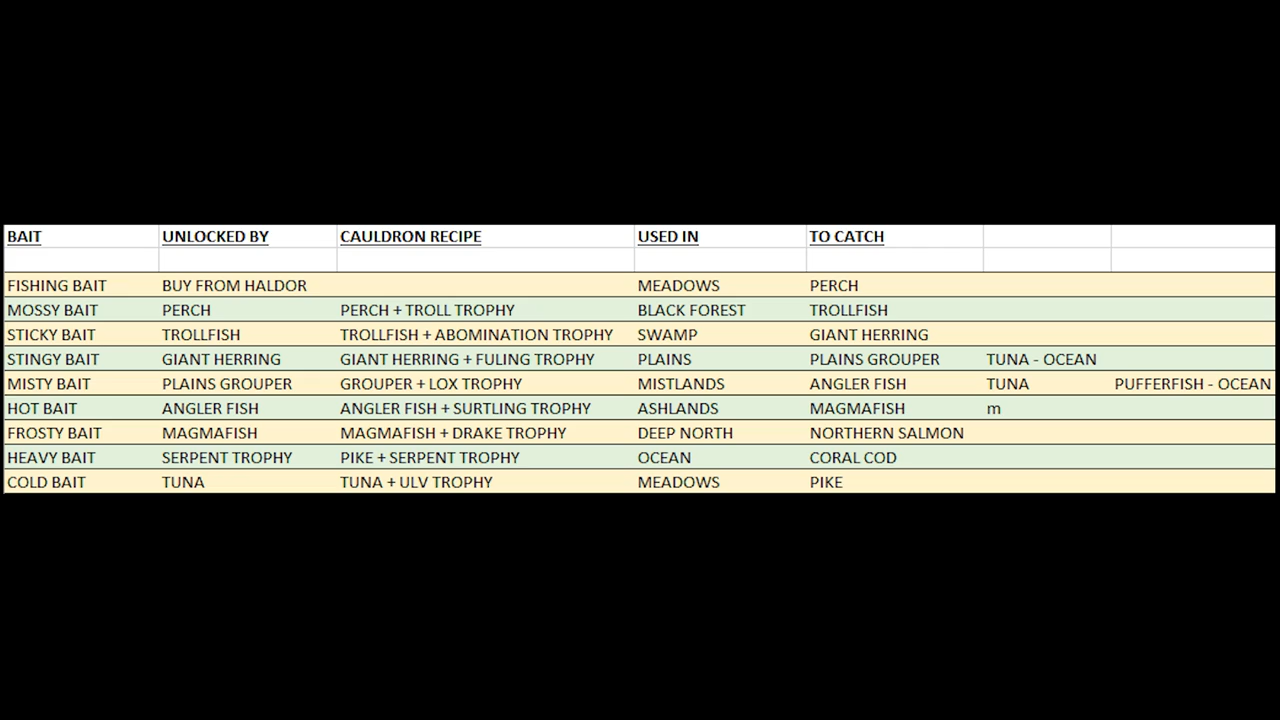 BAIT UNLOCKED BY CAULDRON RECIPE USED IN TO CATCH
FISHING BAIT BUY FROM HALDOR MEADOWS PERCH
MOSSY BAIT PERCH PERCH + TROLL TROPHY BLACK FOREST TROLLFISH
STICKY BAIT TROLLFISH TROLLFISH + ABOMINATION TROPHY SWAMP GIANT HERRING
STINGY BAIT GIANT HERRING GIANT HERRING + FULING TROPHY PLAINS PLAINS GROUPER TUNA - OCEAN
MISTY BAIT PLAINS GROUPER GROUPER + LOX TROPHY MISTLANDS ANGLER FISH TUNA PUFFERFISH - OCEAN
HOT BAIT ANGLER FISH ANGLER FISH + SURTLING TROPHY ASHLANDS MAGMAFISH m
FROSTY BAIT MAGMAFISH MAGMAFISH + DRAKE TROPHY DEEP NORTH NORTHERN SALMON
HEAVY BAIT SERPENT TROPHY PIKE + SERPENT TROPHY OCEAN CORAL COD
COLD BAIT TUNA TUNA + ULV TROPHY MEADOWS PIKE